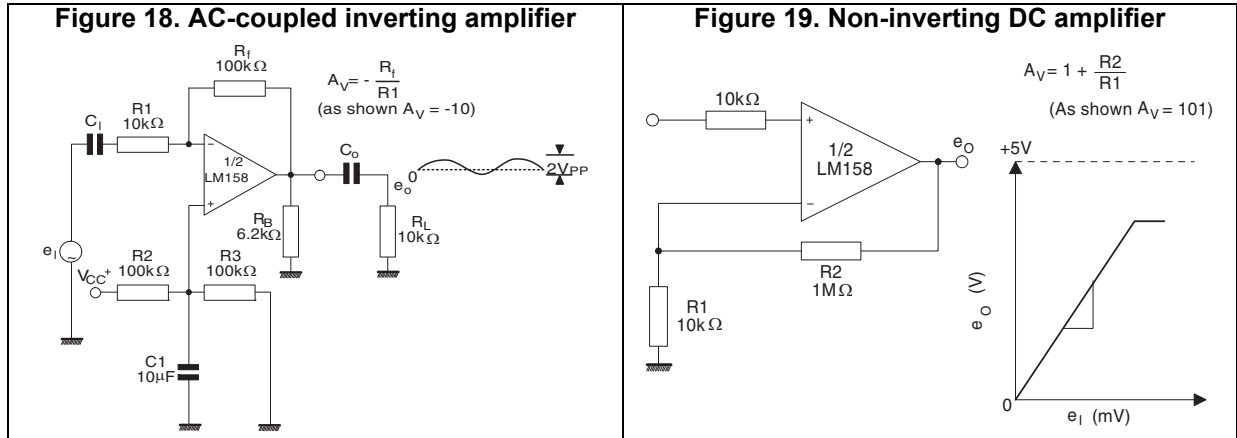 Figure 18. AC-coupled inverting amplifier
Rf
100kΩ
AV = - Rf
R1
(as shown AV = -10)
CI
R1
10kΩ
1/2
LM158
Co
eo
0
2VPP
RB
6.2kΩ
RL
10kΩ
eI
~
VCC+
R2
100kΩ
R3
100kΩ
C1
10µF
Figure 19. Non-inverting DC amplifier
AV = 1 + R2
R1
(As shown AV = 101)
10kΩ
+
1/2
LM158
-
eO
R2
1MΩ
R1
10kΩ
+5V
eO (V)
0
eI (mV)